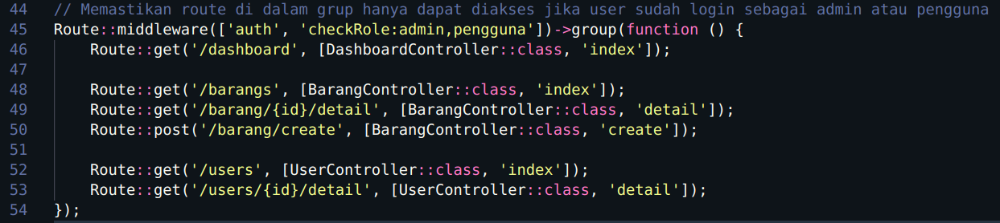 44 // Memastikan route di dalam grup hanya dapat diakses jika user sudah login sebagai admin atau pengguna
45 Route::middleware(['auth', 'checkRole:admin,pengguna'])->group(function () {
46     Route::get('/dashboard', [DashboardController::class, 'index']);
47
48     Route::get('/barangs', [BarangController::class, 'index']);
49     Route::get('/barang/{id}/detail', [BarangController::class, 'detail']);
50     Route::post('/barang/create', [BarangController::class, 'create']);
51
52     Route::get('/users', [UserController::class, 'index']);
53     Route::get('/users/{id}/detail', [UserController::class, 'detail']);
54 });